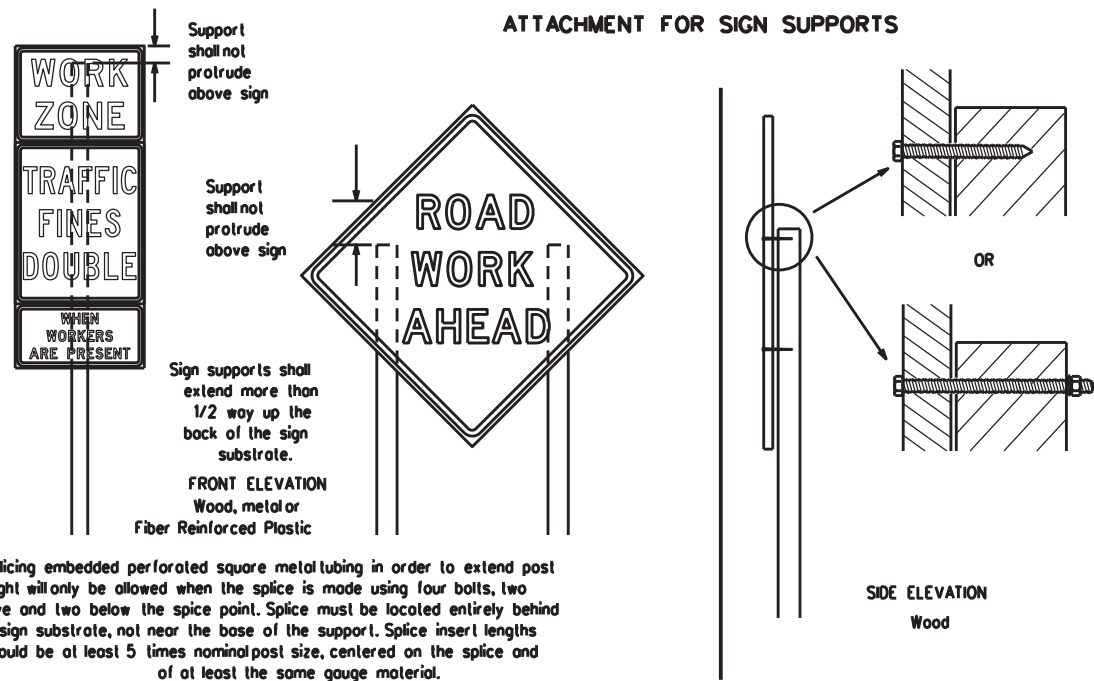 ATTACHMENT FOR SIGN SUPPORTS
Support
shall not
protrude
above sign
WORK
ZONE
TRAFFIC
FINES
DOUBLE
WHEN
WORKERS
ARE PRESENT
Support
shall not
protrude
above sign
ROAD
WORK
AHEAD
Sign supports shall
extend more than
1/2 way up the
back of the sign
substrate.
FRONT ELEVATION
Wood, metal or
Fiber Reinforced Plastic
OR
SIDE ELEVATION
Wood
licing embedded perforated square metal tubing in order to extend post
ght will only be allowed when the splice is made using four bolts, two
ve and two below the spice point. Splice must be located entirely behind
sign substrate, not near the base of the support. Splice insert lengths
ould be at least 5 times nominal post size, centered on the splice and
of at least the same gauge material.